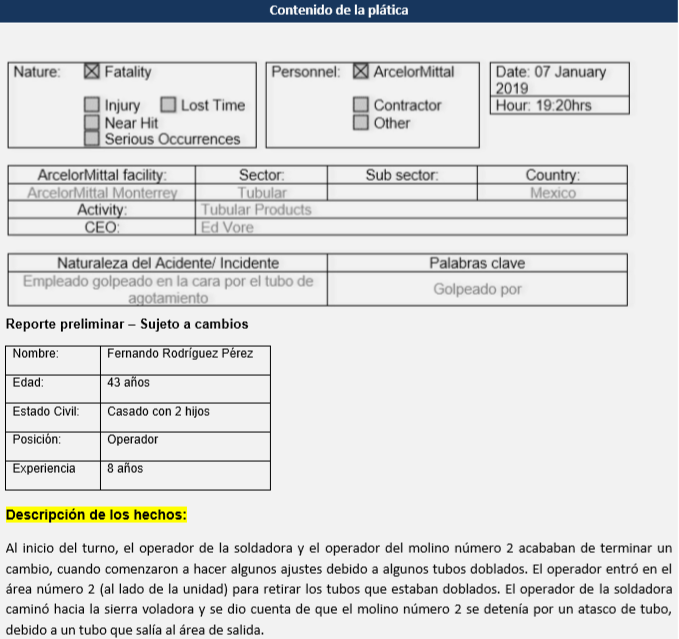 Contenido de la plática
Nature: ☒ Fatality
☐ Injury ☐ Lost Time
☐ Near Hit
☐ Serious Occurrences
Personnel: ☒ ArcelorMittal
☐ Contractor
☐ Other
Date: 07 January
2019
Hour: 19:20hrs
ArcelorMittal facility: Sector: Sub sector: Country:
ArcelorMittal Monterrey Tubular Mexico
Activity: Tubular Products
CEO: Ed Vore
Naturaleza del Acidente/ Incidente Palabras clave
Empleado golpeado en la cara por el tubo de
agotamiento
Golpeado por
Reporte preliminar – Sujeto a cambios
Nombre: Fernando Rodríguez Pérez
Edad: 43 años
Estado Civil: Casado con 2 hijos
Posición: Operador
Experiencia 8 años
Descripción de los hechos:
Al inicio del turno, el operador de la soldadora y el operador del molino número 2 acababan de terminar un
cambio, cuando comenzaron a hacer algunos ajustes debido a algunos tubos doblados. El operador entró en el
área número 2 (al lado de la unidad) para retirar los tubos que estaban doblados. El operador de la soldadora
caminó hacia la sierra voladora y se dio cuenta de que el molino número 2 se detenía por un atasco de tubo,
debido a un tubo que salía al área de salida.